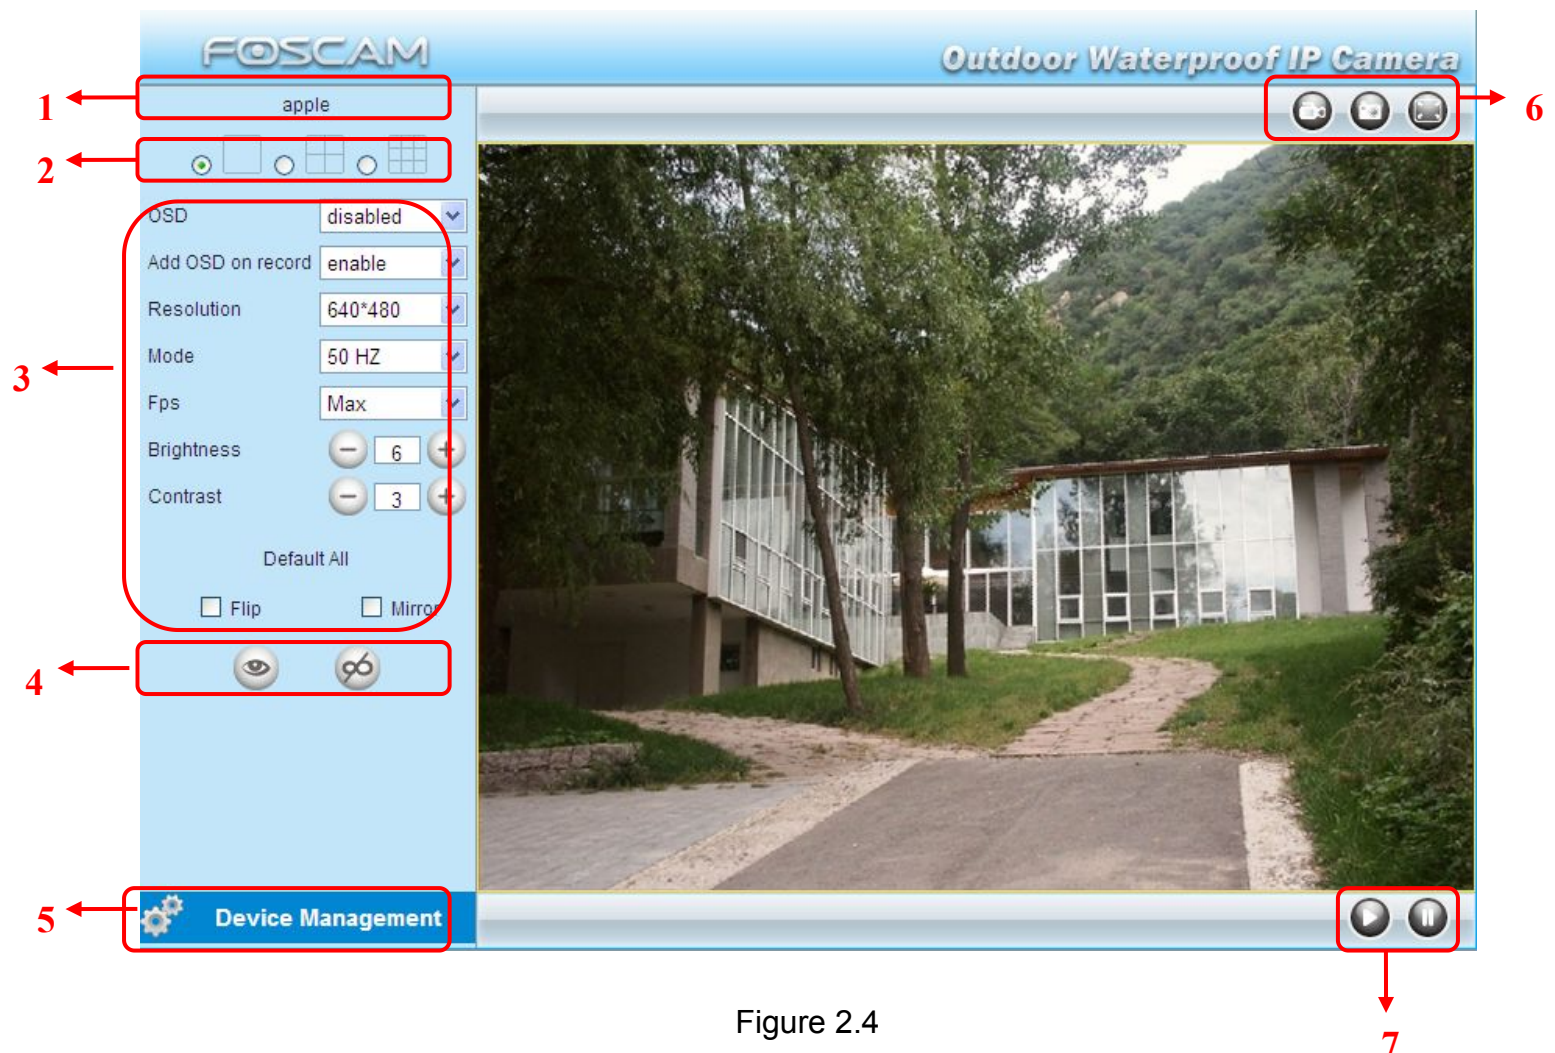 FOSCAM
Outdoor Waterproof IP Camera
1
apple
6
2
OSD disabled
Add OSD on record enable
Resolution 640*480
Mode 50 HZ
3
Fps Max
Brightness 6
Contrast 3
Default All
Flip Mirror
4
5
Device Management
Figure 2.4
7